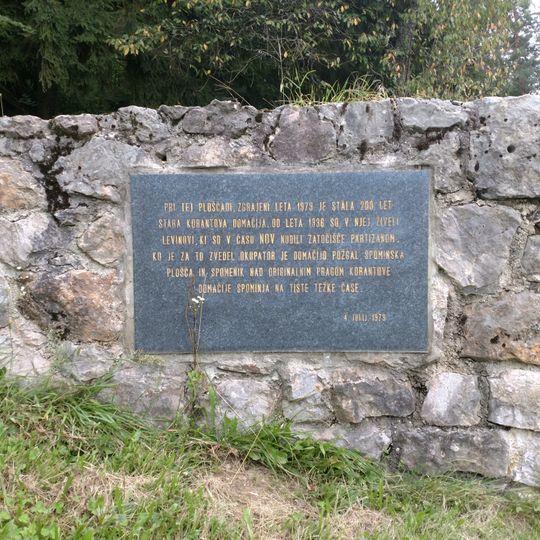 PRI TEJ PLOŠČADI, ZGRAJENI LETA 1979 JE STALA 200 LET
STARA KORANTOVA DOMAČIJA. OD LETA 1936 SO V NJEJ ŽIVELI
LEVINOVI, KI SO V ČASU NOV NUDILI ZATOČIŠČE PARTIZANOM.
KO JE ZA TO ZVEDEL OKUPATOR JE DOMAČIJO POŽGAL. SPOMINSKA
PLOŠČA IN SPOMENIK NAD ORIGINALNIM PRAGOM KORANTOVE
DOMAČIJE SPOMINJA NA TISTE TEŽKE ČASE.
4. JULIJ 1979